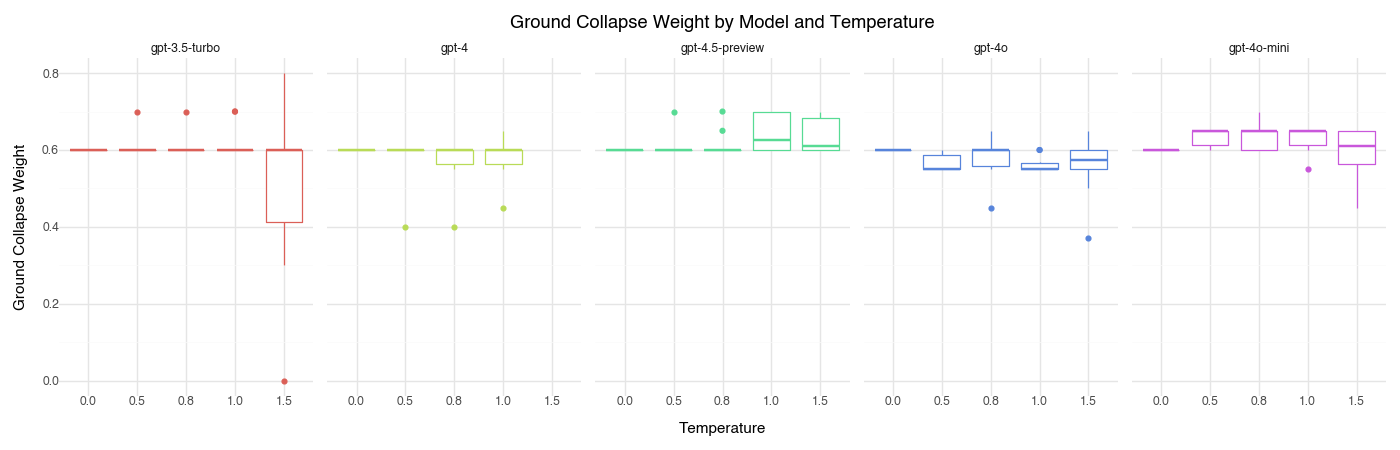 Ground Collapse Weight by Model and Temperature
gpt-3.5-turbo gpt-4 gpt-4.5-preview gpt-4o gpt-4o-mini
Ground Collapse Weight
0.8
0.6
0.4
0.2
0.0
0.0 0.5 0.8 1.0 1.5 0.0 0.5 0.8 1.0 1.5 0.0 0.5 0.8 1.0 1.5 0.0 0.5 0.8 1.0 1.5 0.0 0.5 0.8 1.0 1.5
Temperature